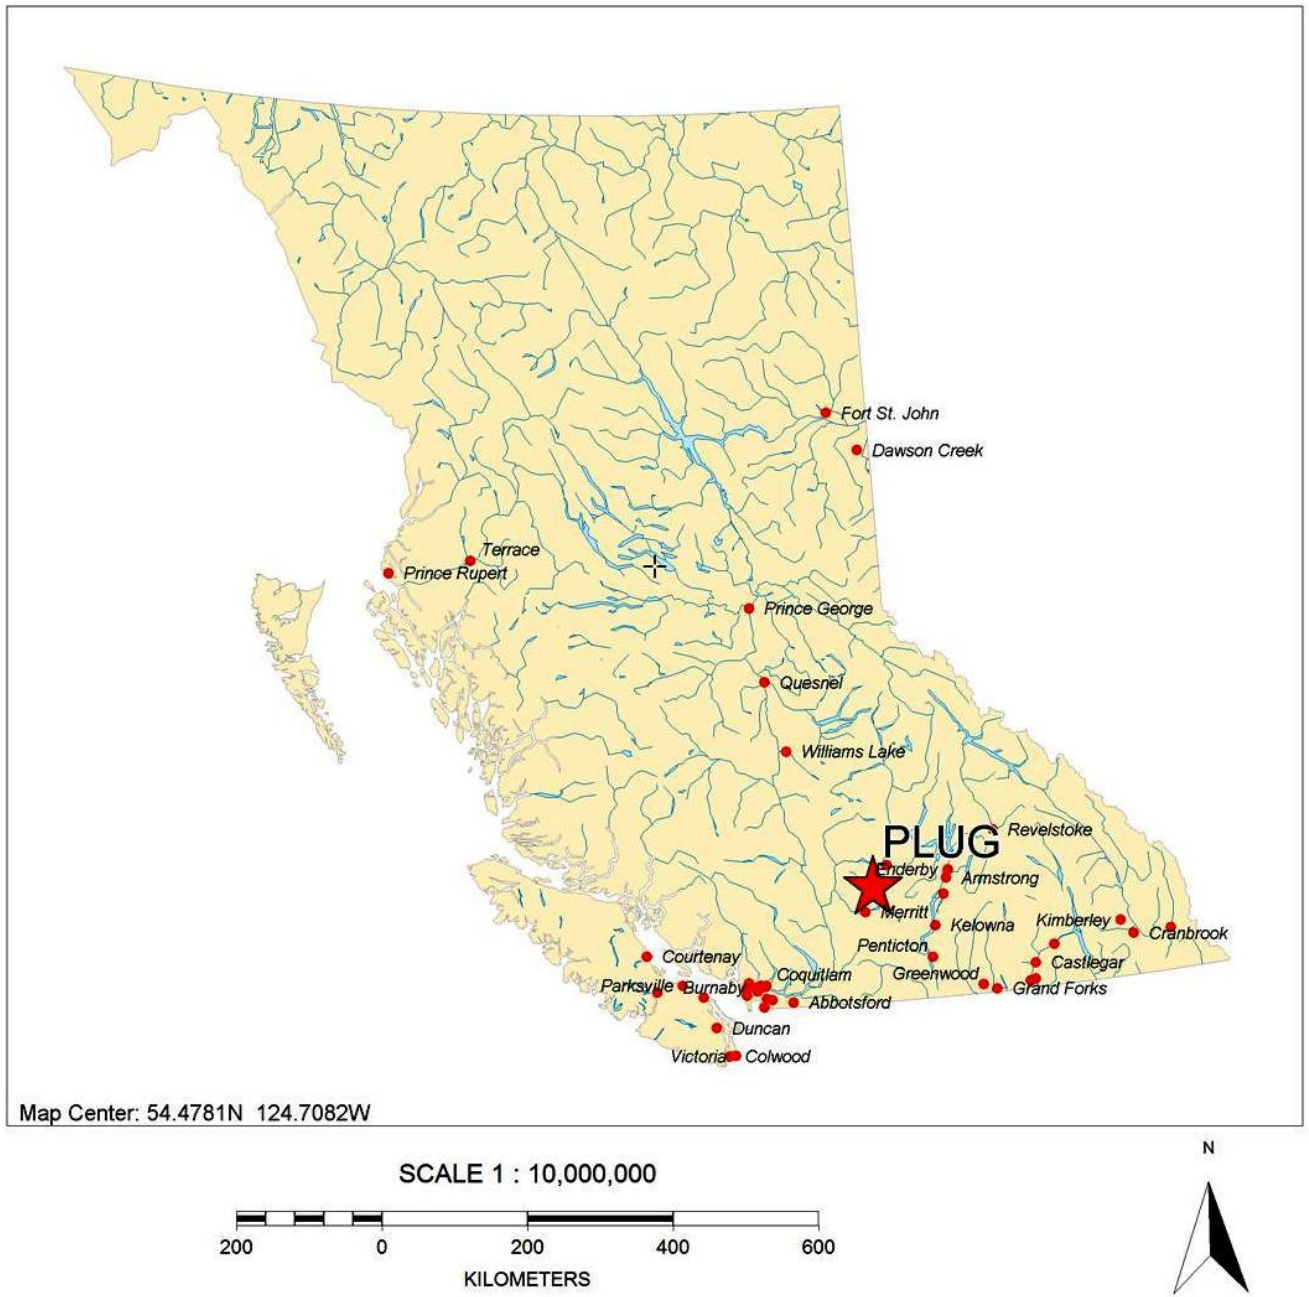 Fort St. John
Dawson Creek
Terrace
Prince Rupert
Prince George
Quesnel
Williams Lake
Revelstoke
PLUG
Enderby
Armstrong
Merritt
Kelowna
Kimberley
Cranbrook
Penticton
Courtenay
Castlegar
Greenwood
Coquitlam
Parksville
Burnaby
Grand Forks
Abbotsford
Duncan
Victoria
Colwood
Map Center: 54.4781N 124.7082W
N
SCALE 1 : 10,000,000
200 0 200 400 600
KILOMETERS